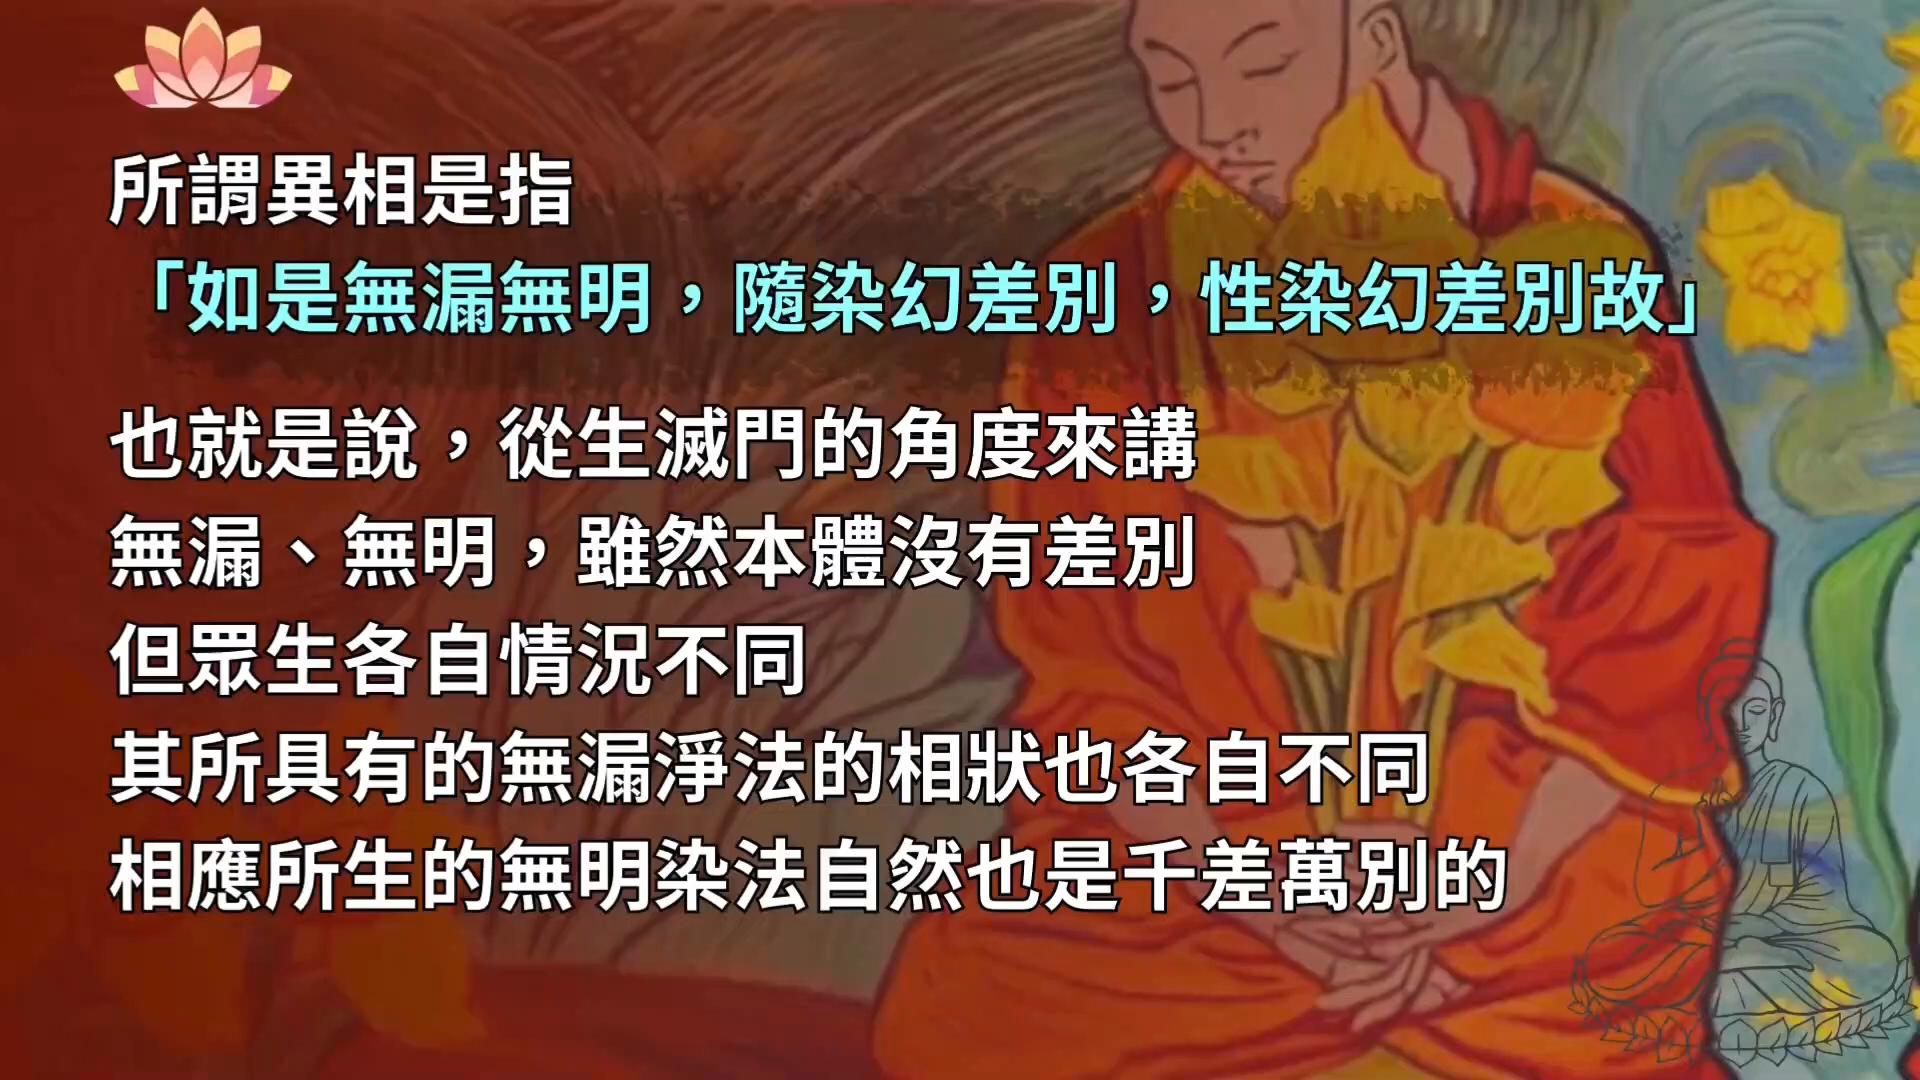 所謂異相是指
「如是無漏無明，隨染幻差別，性染幻差別故」
也就是說，從生滅門的角度來講
無漏、無明，雖然本體沒有差別
但眾生各自情況不同
其所具有的無漏淨法的相狀也各自不同
相應所生的無明染法自然也是千差萬別的